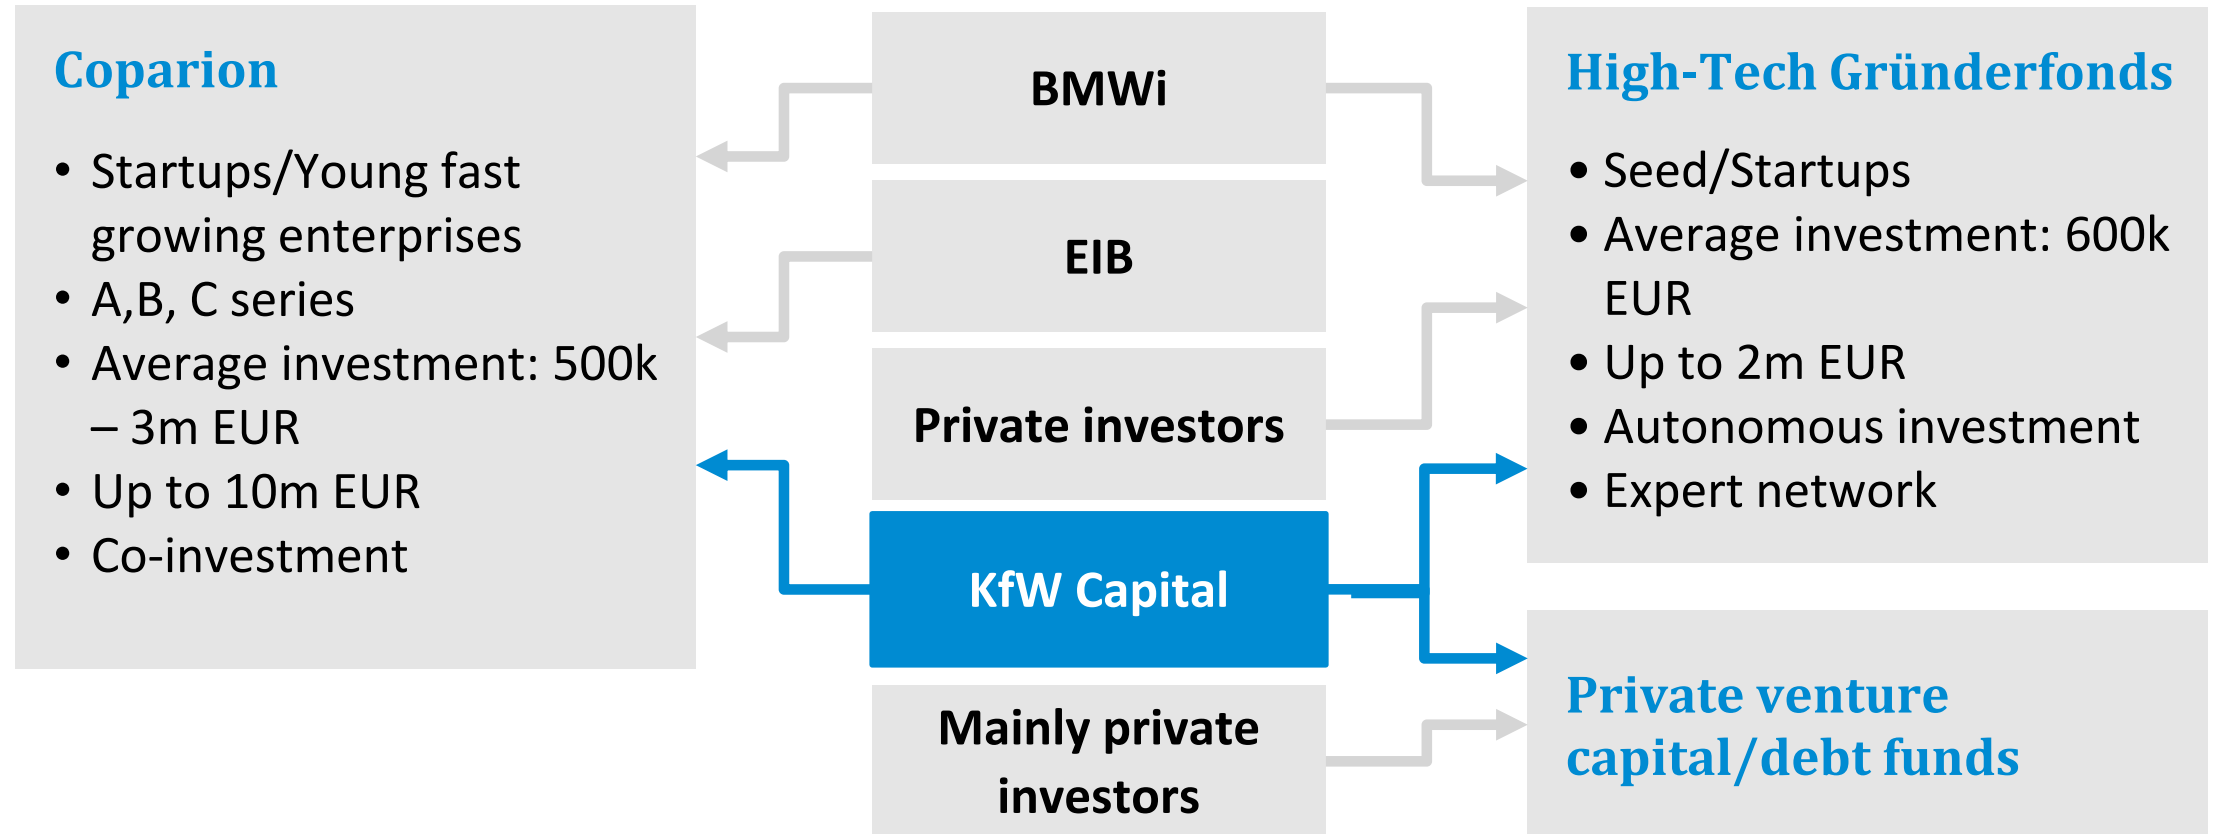 Coparion
• Startups/Young fast
growing enterprises
• A,B, C series
• Average investment: 500k
– 3m EUR
• Up to 10m EUR
• Co-investment
BMWi
EIB
Private investors
KfW Capital
Mainly private
investors
High-Tech Gründerfonds
• Seed/Startups
• Average investment: 600k
EUR
• Up to 2m EUR
• Autonomous investment
• Expert network
Private venture
capital/debt funds